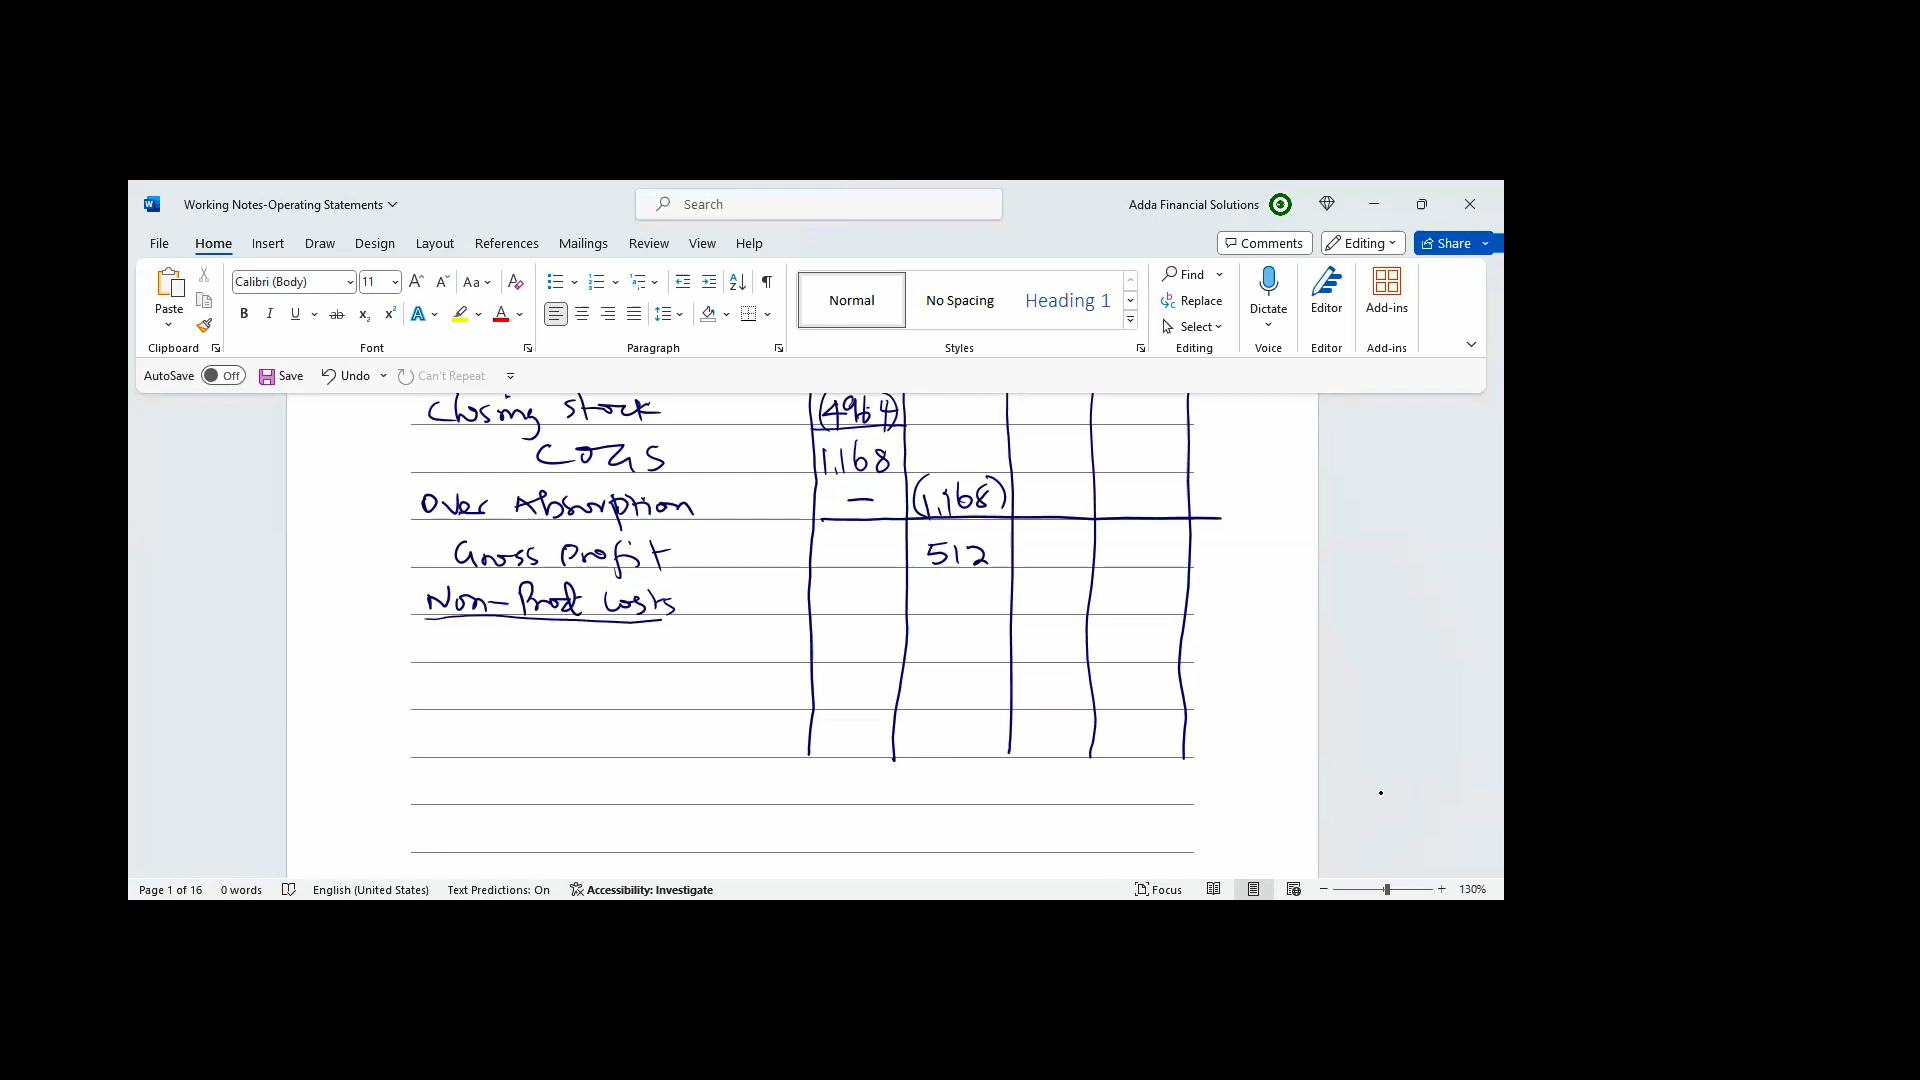 Working Notes-Operating Statements
Search
Adda Financial Solutions
File Home Insert Draw Design Layout References Mailings Review View Help
Comments Editing Share
Paste
Clipboard
Calibri (Body) 11
Aa
B I U ab x₂ x² A A
Font
Paragraph
Normal No Spacing Heading 1
Styles
Find
Replace
Select
Editing
Dictate
Voice
Editor
Editor
Add-ins
Add-ins
AutoSave Off Save Undo Can't Repeat
Closing stock (4964)
COGS 1,168
Over Absorption — (1,168)
Gross Profit 512
Non-Prod Costs
Page 1 of 16 0 words English (United States) Text Predictions: On Accessibility: Investigate Focus 130%